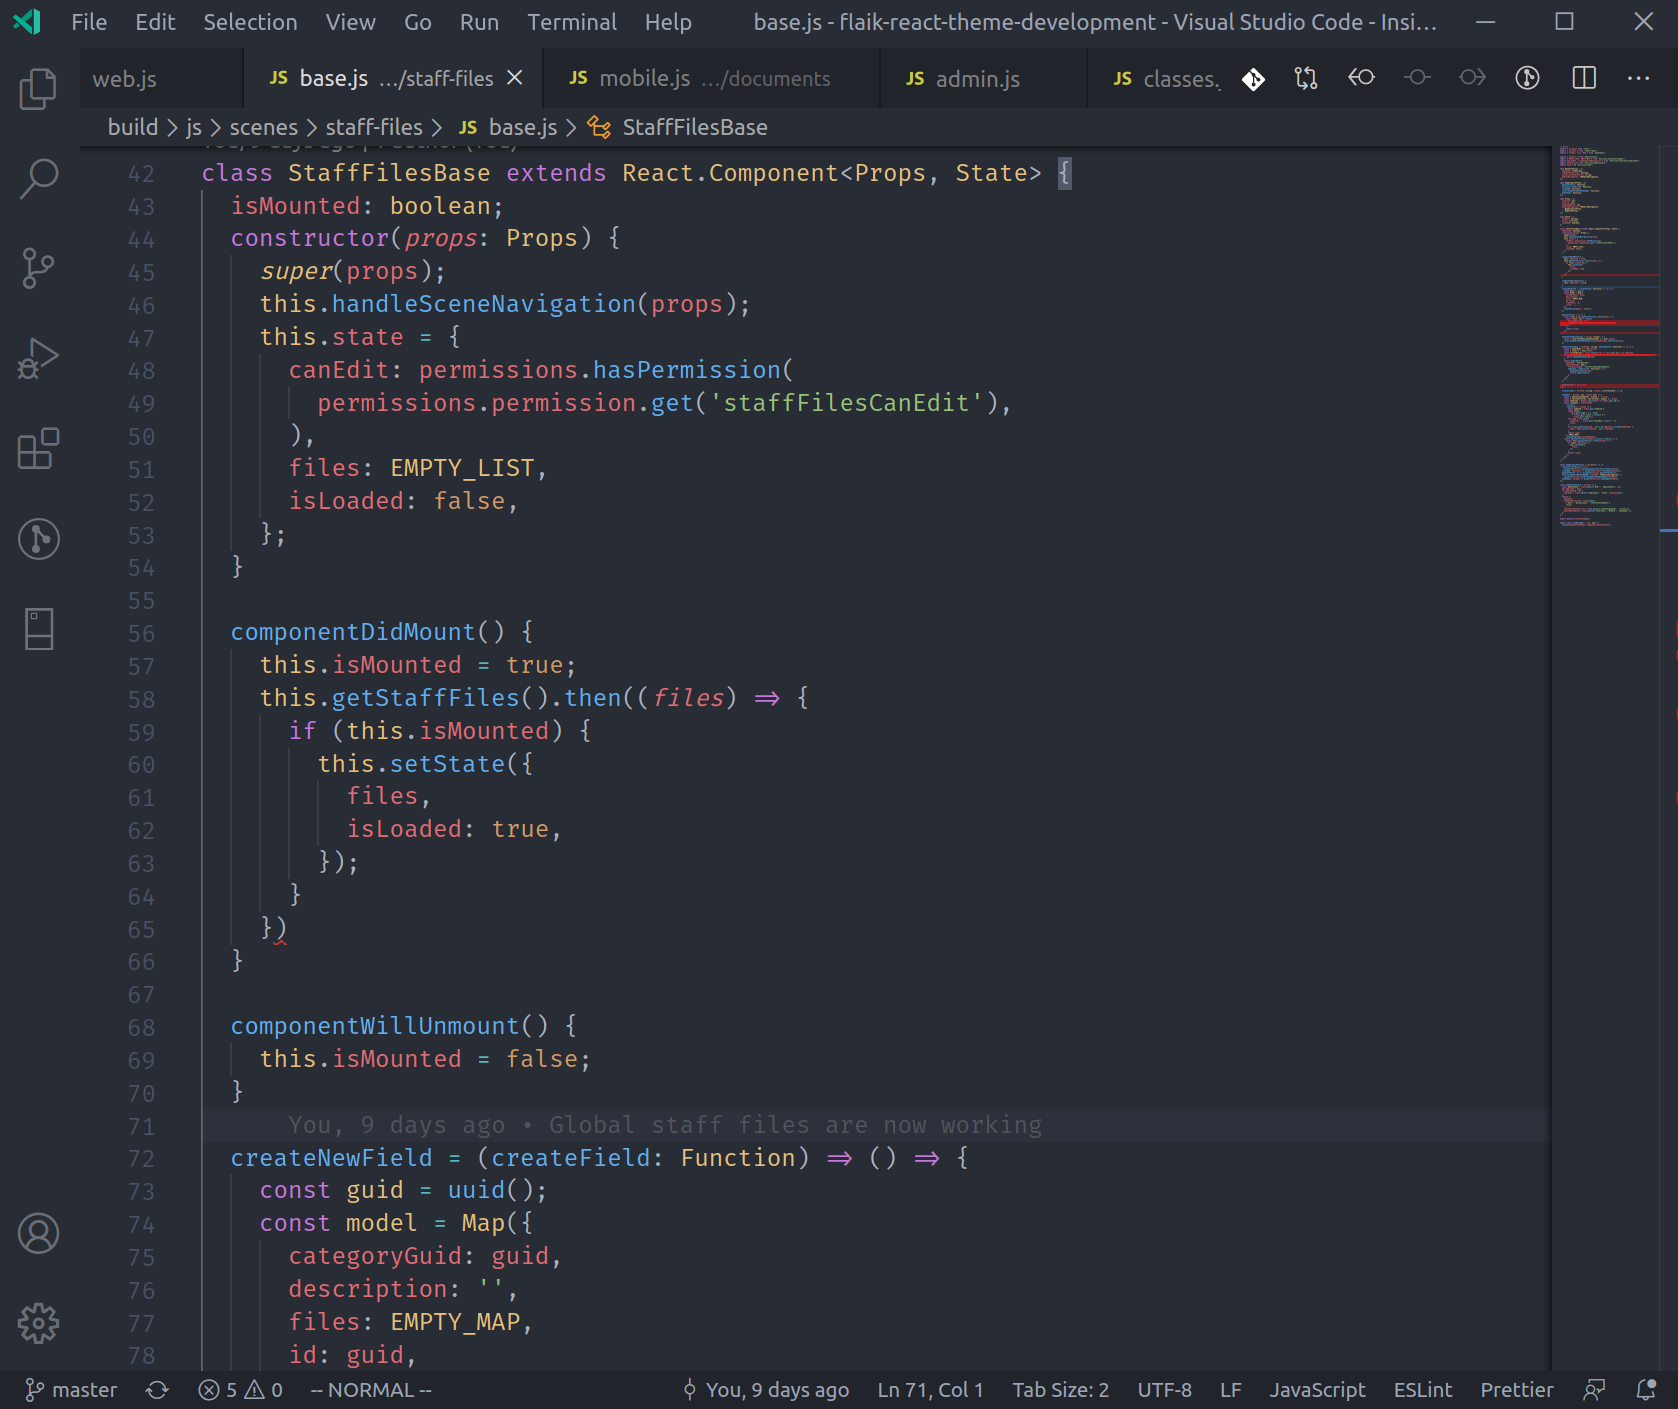 File Edit Selection View Go Run Terminal Help base.js - flaik-react-theme-development - Visual Studio Code - Insi...
web.js JS base.js .../staff-files JS mobile.js .../documents JS admin.js JS classes.
build > js > scenes > staff-files > JS base.js > StaffFilesBase
42 class StaffFilesBase extends React.Component<Props, State> {
43 isMounted: boolean;
44 constructor(props: Props) {
45 super(props);
46 this.handleSceneNavigation(props);
47 this.state = {
48 canEdit: permissions.hasPermission(
49 permissions.permission.get('staffFilesCanEdit'),
50 ),
51 files: EMPTY_LIST,
52 isLoaded: false,
53 };
54 }
55
56 componentDidMount() {
57 this.isMounted = true;
58 this.getStaffFiles().then((files) => {
59 if (this.isMounted) {
60 this.setState({
61 files,
62 isLoaded: true,
63 });
64 }
65 })
66 }
67
68 componentWillUnmount() {
69 this.isMounted = false;
70 }
71 You, 9 days ago • Global staff files are now working
72 createNewField = (createField: Function) => () => {
73 const guid = uuid();
74 const model = Map({
75 categoryGuid: guid,
76 description: '',
77 files: EMPTY_MAP,
78 id: guid,
master 5 0 -- NORMAL -- You, 9 days ago Ln 71, Col 1 Tab Size: 2 UTF-8 LF JavaScript ESLint Prettier